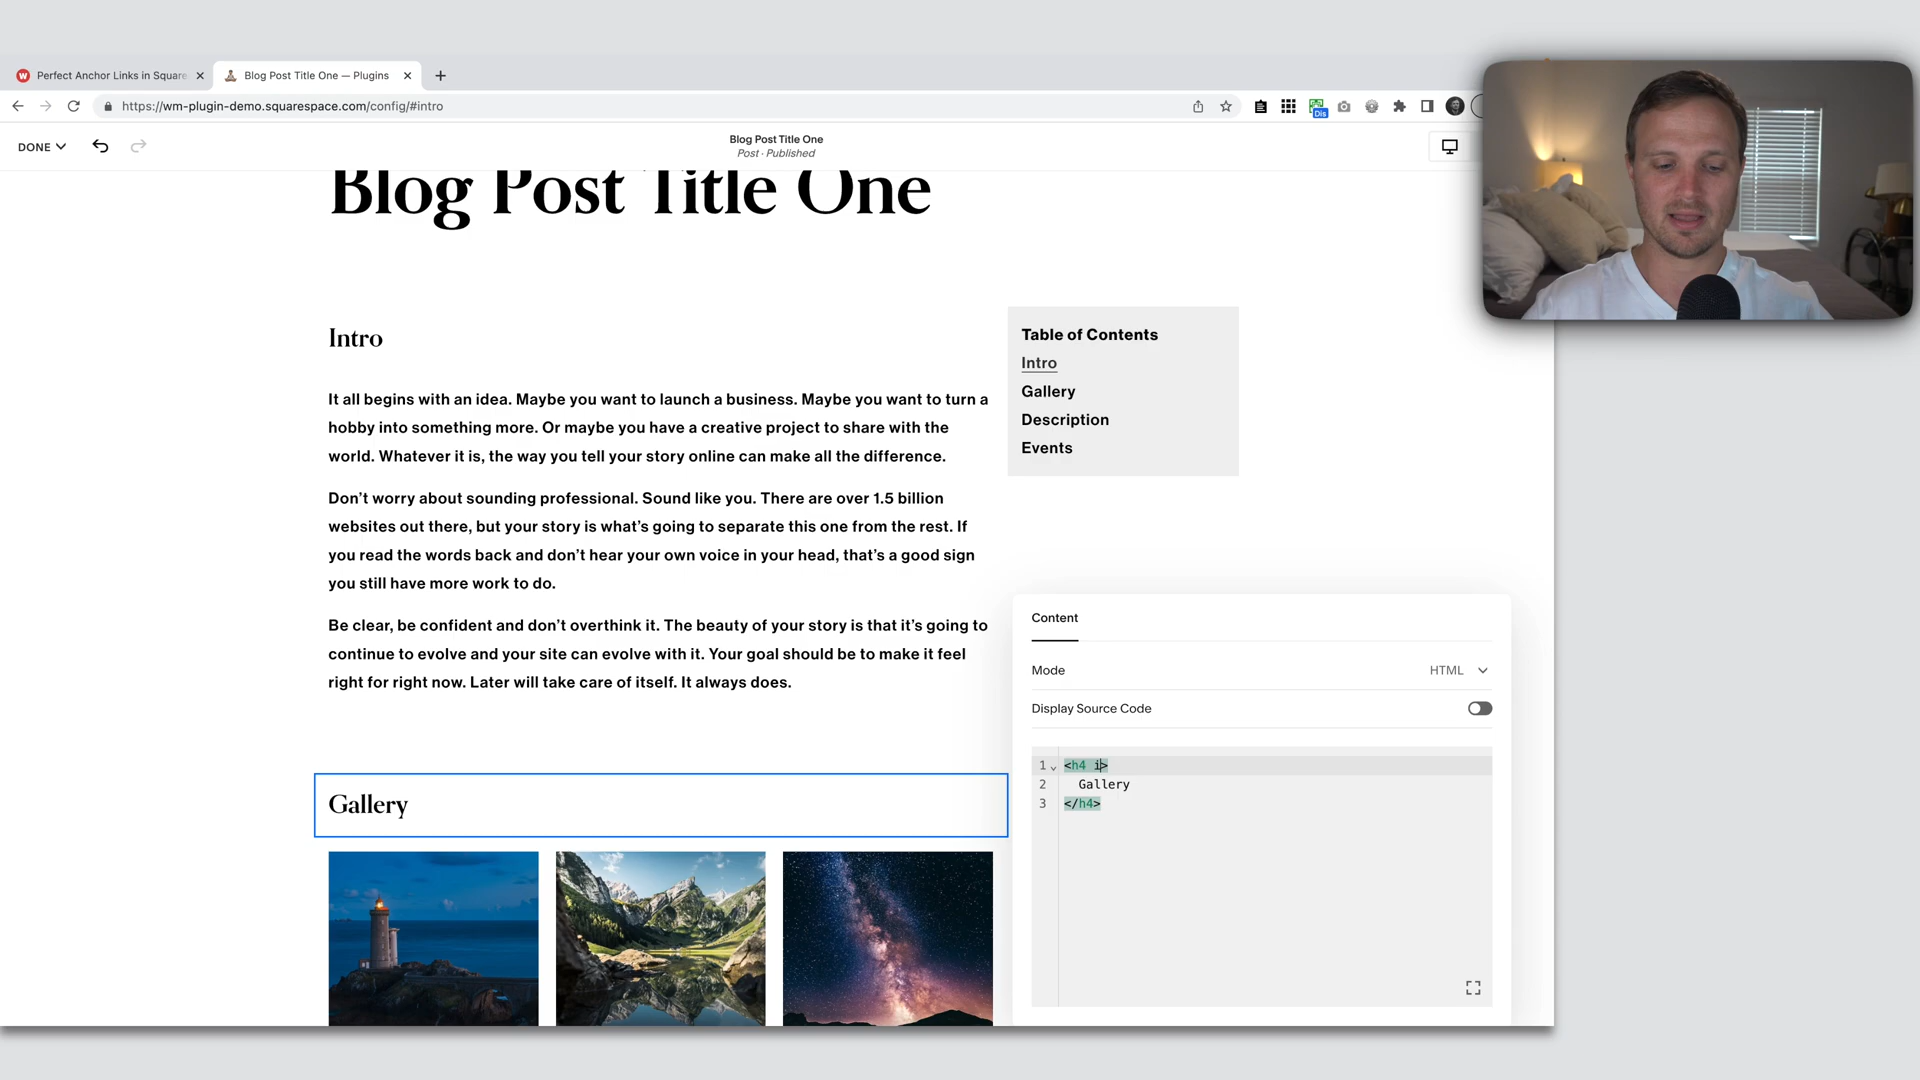 Perfect Anchor Links in Square
Blog Post Title One — Plugins
https://wm-plugin-demo.squarespace.com/config/#intro
Dis
DONE
Blog Post Title One
Post · Published
Blog Post Title One
Intro
It all begins with an idea. Maybe you want to launch a business. Maybe you want to turn a
hobby into something more. Or maybe you have a creative project to share with the
world. Whatever it is, the way you tell your story online can make all the difference.
Don’t worry about sounding professional. Sound like you. There are over 1.5 billion
websites out there, but your story is what’s going to separate this one from the rest. If
you read the words back and don’t hear your own voice in your head, that’s a good sign
you still have more work to do.
Be clear, be confident and don’t overthink it. The beauty of your story is that it’s going to
continue to evolve and your site can evolve with it. Your goal should be to make it feel
right for right now. Later will take care of itself. It always does.
Gallery
Table of Contents
Intro
Gallery
Description
Events
Content
Mode
HTML
Display Source Code
1 <h4 i>
2 Gallery
3 </h4>